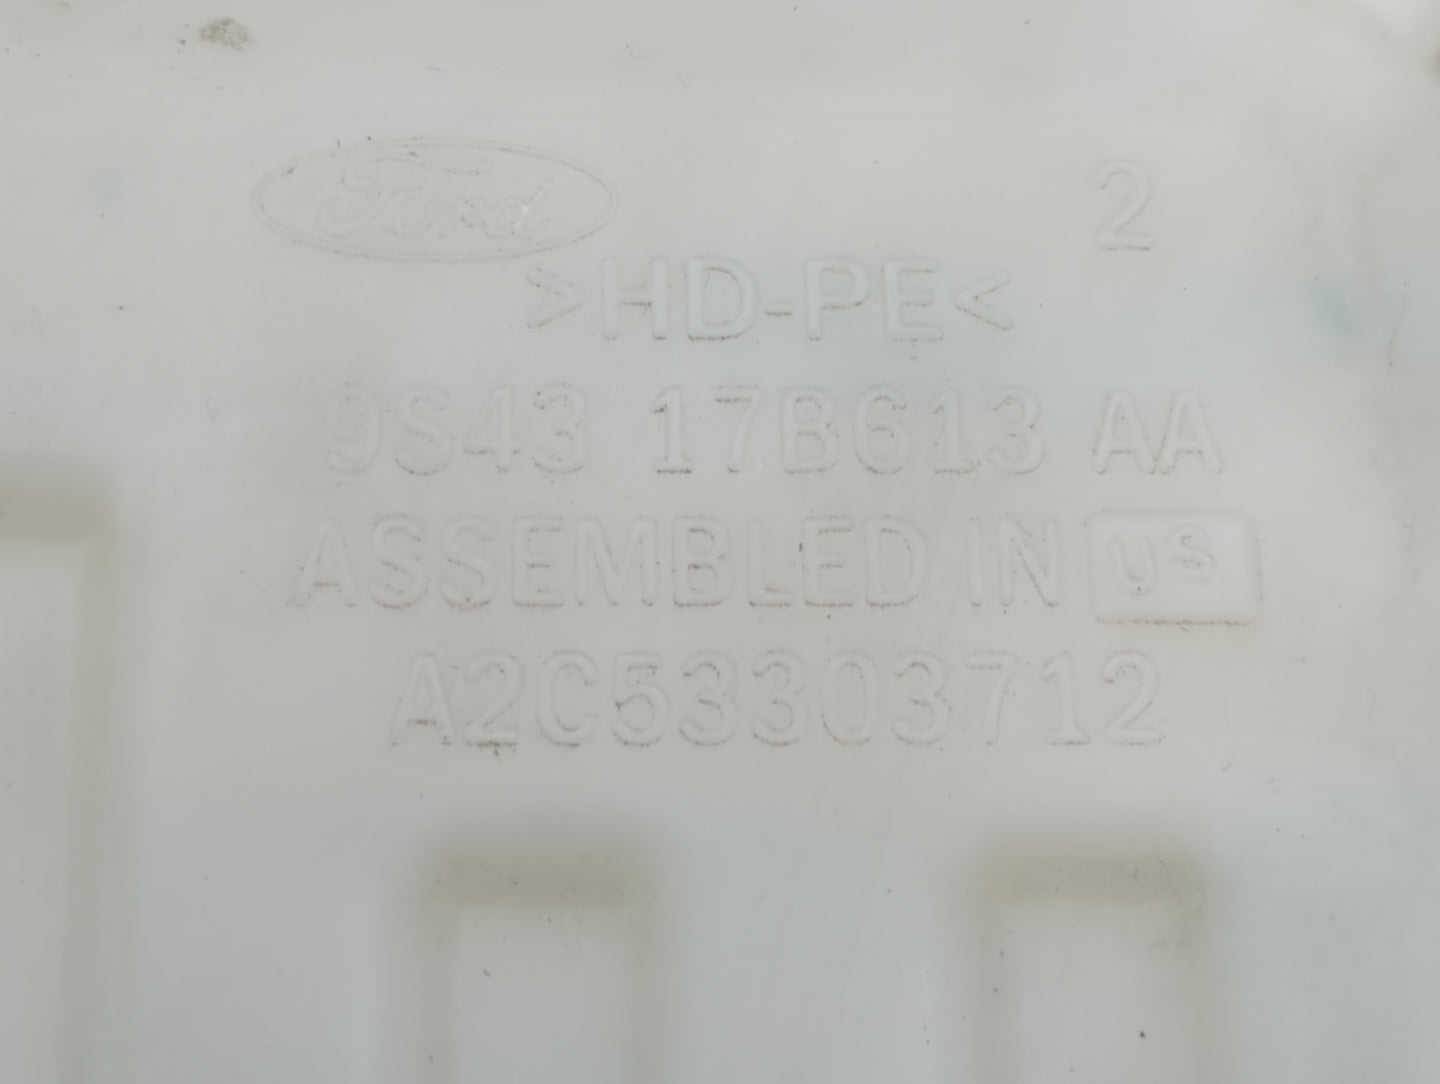 Ford 2
>HD-PE<
9S43 17B613 AA
ASSEMBLED IN US
A2C53303712